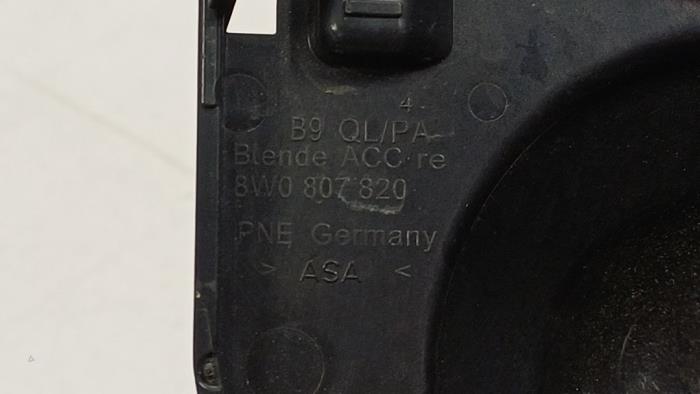 4
B9 QL/PA
Blende ACC re
8W0 807 820
PNE Germany
> ASA <